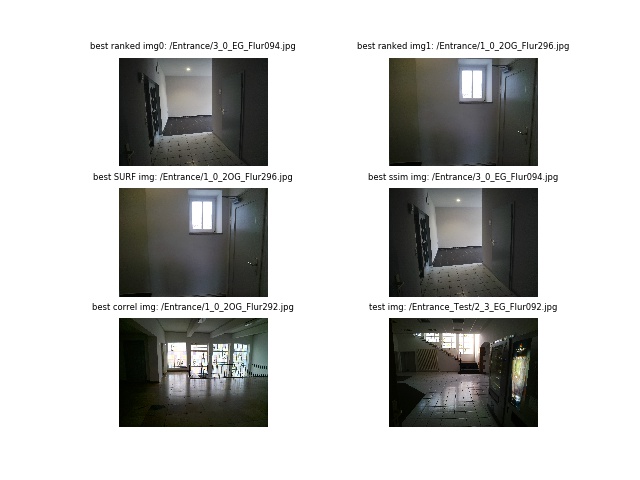 best ranked img0: /Entrance/3_0_EG_Flur094.jpg
best ranked img1: /Entrance/1_0_2OG_Flur296.jpg
best SURF img: /Entrance/1_0_2OG_Flur296.jpg
best ssim img: /Entrance/3_0_EG_Flur094.jpg
best correl img: /Entrance/1_0_2OG_Flur292.jpg
test img: /Entrance_Test/2_3_EG_Flur092.jpg